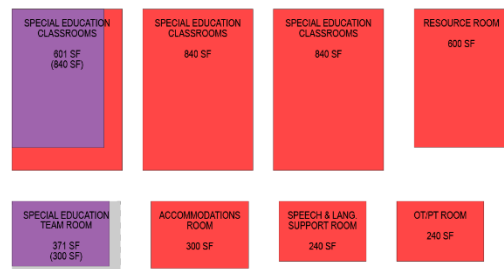 SPECIAL EDUCATION
CLASSROOMS
601 SF
(840 SF)
SPECIAL EDUCATION
CLASSROOMS
840 SF
SPECIAL EDUCATION
CLASSROOMS
840 SF
RESOURCE ROOM
600 SF
SPECIAL EDUCATION
TEAM ROOM
371 SF
(300 SF)
ACCOMMODATIONS
ROOM
300 SF
SPEECH & LANG.
SUPPORT ROOM
240 SF
OT/PT ROOM
240 SF